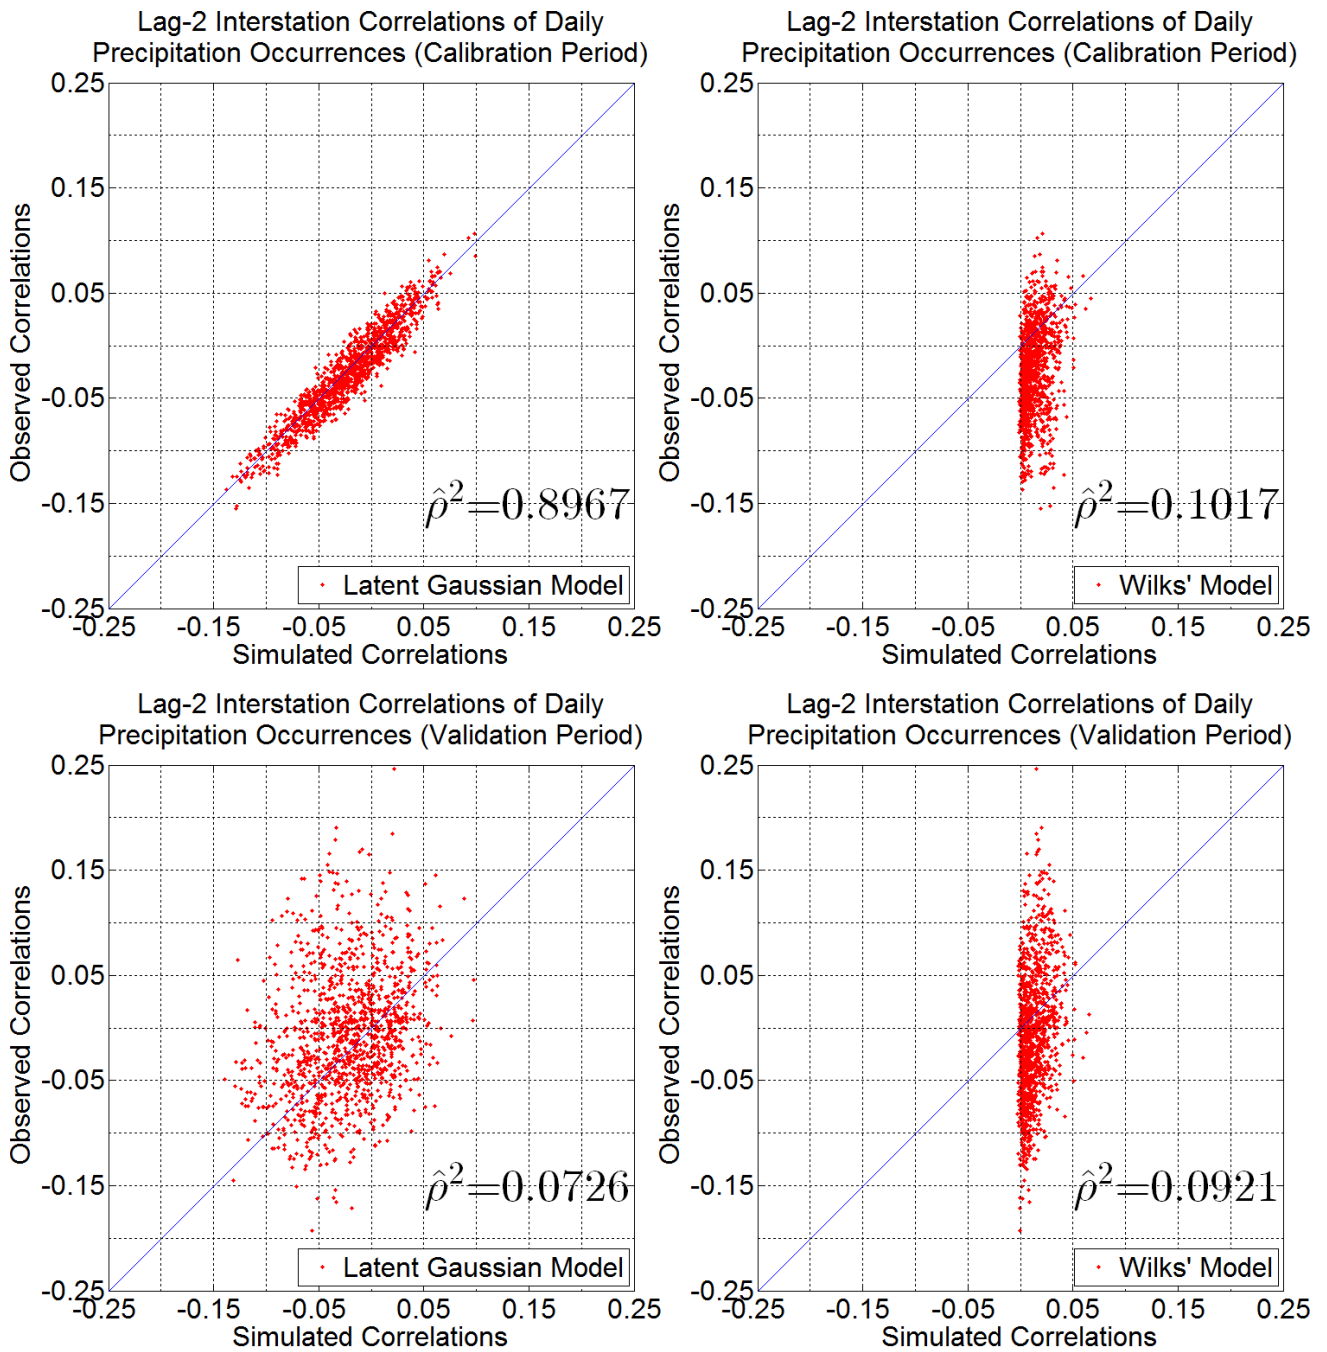 Lag-2 Interstation Correlations of Daily
Precipitation Occurrences (Calibration Period)
0.25
0.15
0.05
-0.05
-0.15
-0.25
Observed Correlations
ρ̂²=0.8967
Latent Gaussian Model
-0.25 -0.15 -0.05 0.05 0.15 0.25
Simulated Correlations
Lag-2 Interstation Correlations of Daily
Precipitation Occurrences (Calibration Period)
0.25
0.15
0.05
-0.05
-0.15
-0.25
Observed Correlations
ρ̂²=0.1017
Wilks' Model
-0.25 -0.15 -0.05 0.05 0.15 0.25
Simulated Correlations
Lag-2 Interstation Correlations of Daily
Precipitation Occurrences (Validation Period)
0.25
0.15
0.05
-0.05
-0.15
-0.25
Observed Correlations
ρ̂²=0.0726
Latent Gaussian Model
-0.25 -0.15 -0.05 0.05 0.15 0.25
Simulated Correlations
Lag-2 Interstation Correlations of Daily
Precipitation Occurrences (Validation Period)
0.25
0.15
0.05
-0.05
-0.15
-0.25
Observed Correlations
ρ̂²=0.0921
Wilks' Model
-0.25 -0.15 -0.05 0.05 0.15 0.25
Simulated Correlations